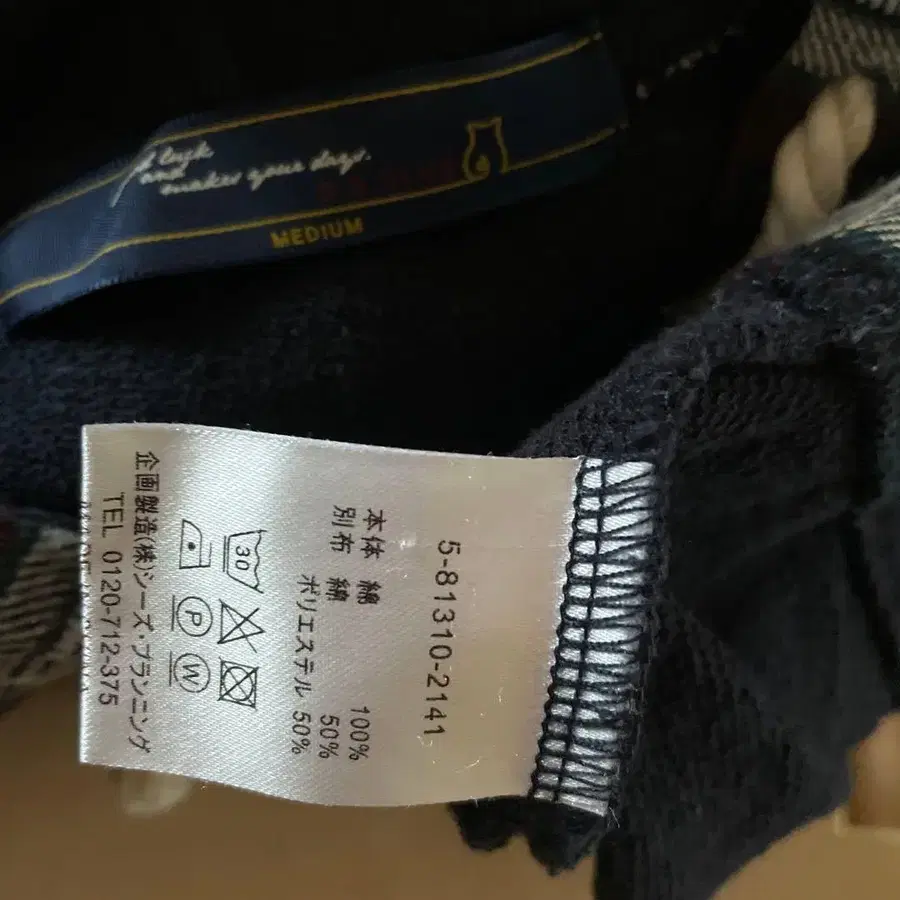 luck
and
makes your days.
MEDIUM
5-81310-2141
本体 綿 100%
別布 綿 50%
ポリエステル 50%
30
P W
企画製造(株)シーズ・プランニング
TEL 0120-712-375